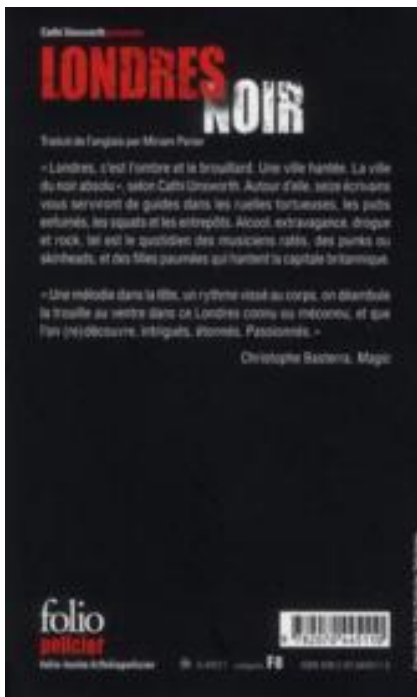 Cathi Unsworth présente
LONDRES
NOIR
Traduit de l'anglais par Miriam Perier
« Londres, c'est l'ombre et le brouillard. Une ville hantée. La ville
du noir absolu », selon Cathi Unsworth. Autour d'elle, seize écrivains
vous serviront de guides dans les ruelles tortueuses, les pubs
enfumés, les squats et les entrepôts. Alcool, extravagance, drogue
et rock, tel est le quotidien des musiciens ratés, des punks ou
skinheads, et des filles paumées qui hantent la capitale britannique.
« Une mélodie dans la tête, un rythme vissé au corps, on déambule
la trouille au ventre dans ce Londres connu ou méconnu, et que
l'on (re)découvre, intrigués, étonnés. Passionnés. »
Christophe Basterra, Magic
folio
policier
F8